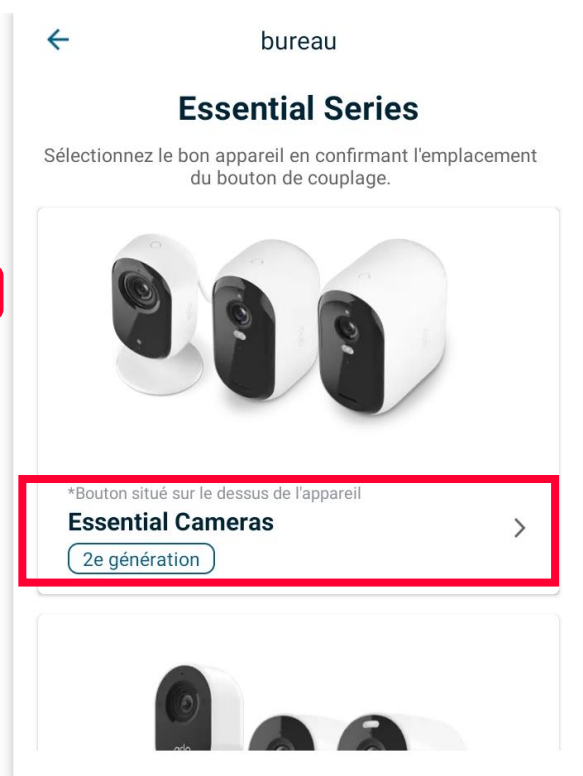 bureau
Essential Series
Sélectionnez le bon appareil en confirmant l'emplacement
du bouton de couplage.
*Bouton situé sur le dessus de l'appareil
Essential Cameras
2e génération
arlo